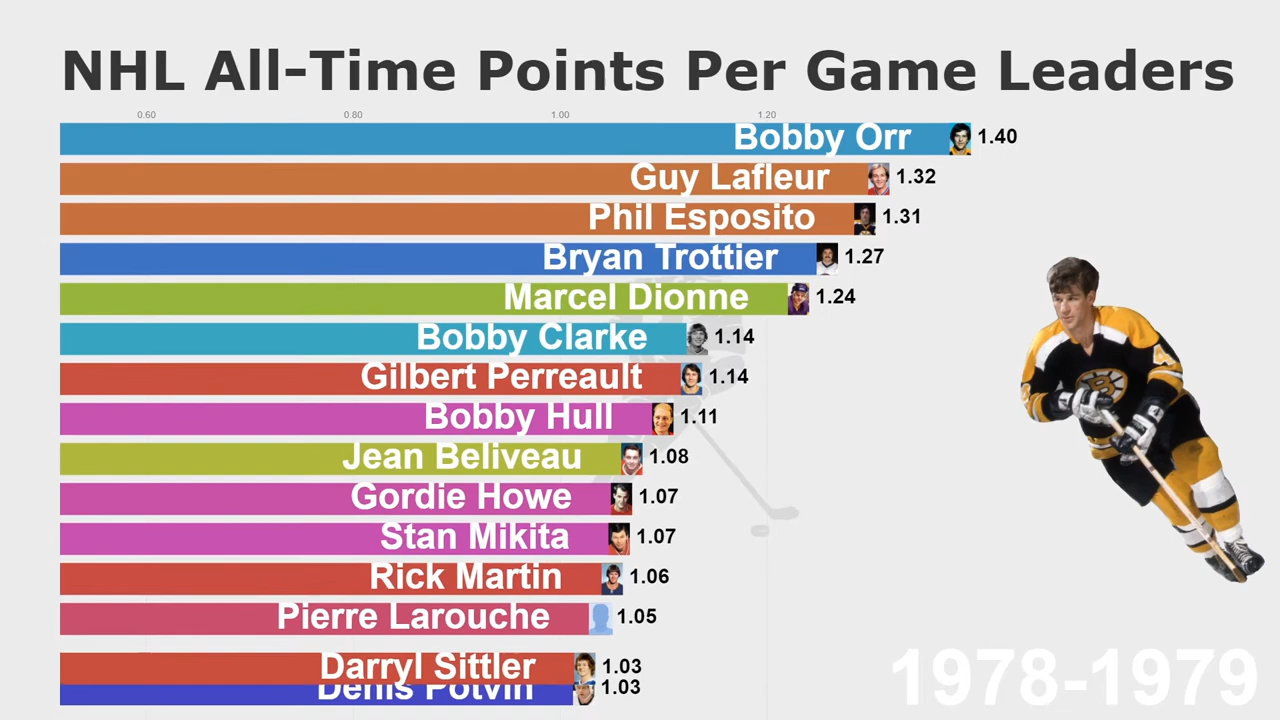 NHL All-Time Points Per Game Leaders
0.60 0.80 1.00 1.20
Bobby Orr 1.40
Guy Lafleur 1.32
Phil Esposito 1.31
Bryan Trottier 1.27
Marcel Dionne 1.24
Bobby Clarke 1.14
Gilbert Perreault 1.14
Bobby Hull 1.11
Jean Beliveau 1.08
Gordie Howe 1.07
Stan Mikita 1.07
Rick Martin 1.06
Pierre Larouche 1.05
Darryl Sittler 1.03
Denis Potvin 1.03
1978-1979